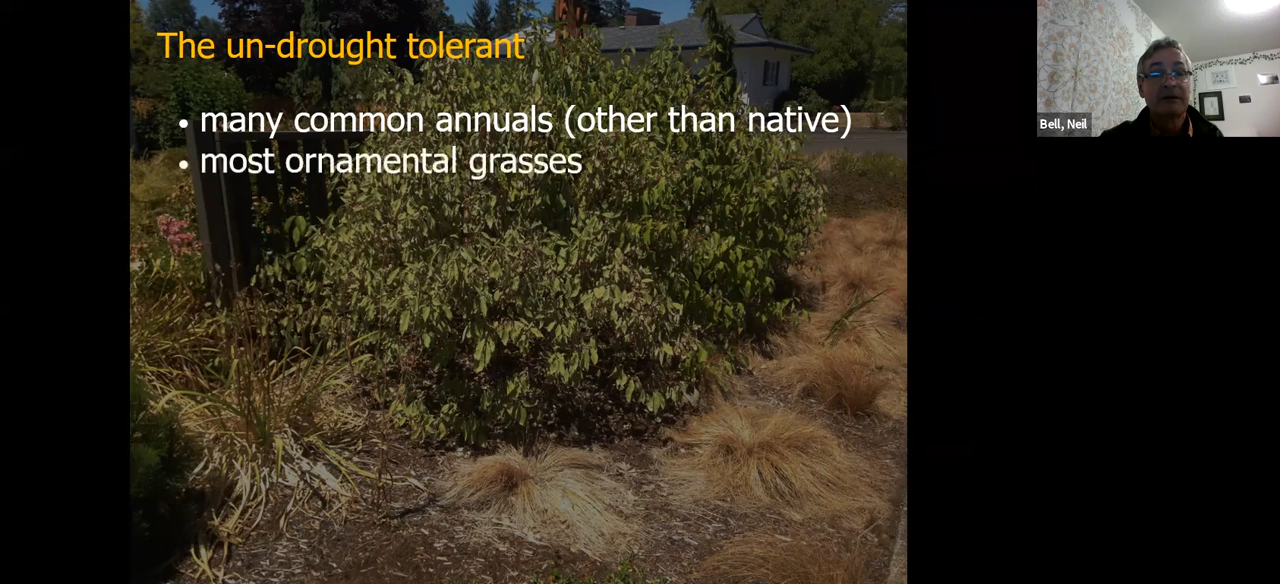 The un-drought tolerant
• many common annuals (other than native)
• most ornamental grasses
Bell, Neil